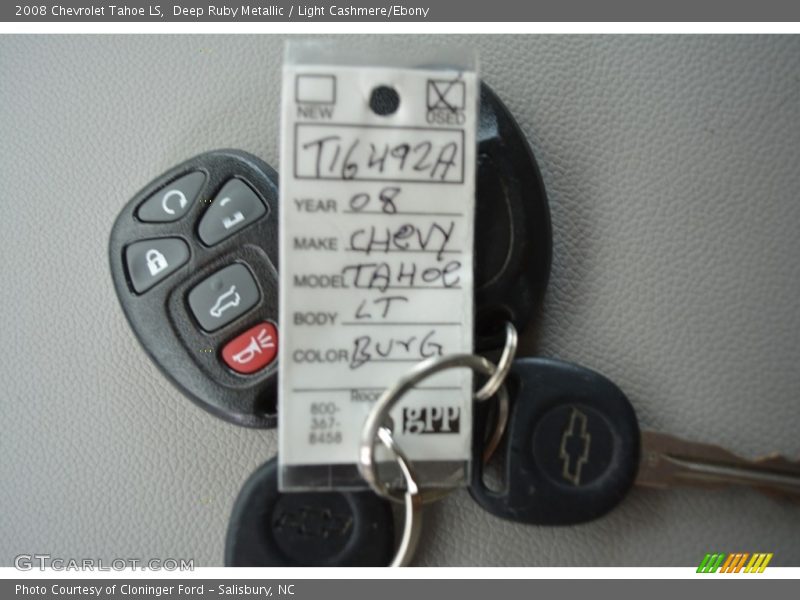 2008 Chevrolet Tahoe LS, Deep Ruby Metallic / Light Cashmere/Ebony
NEW USED
T16492A
YEAR 08
MAKE CHEVY
MODEL TAHOE
BODY LT
COLOR BURG
800-
367-
8458
gpp
GTCARLOT.COM
Photo Courtesy of Cloninger Ford - Salisbury, NC